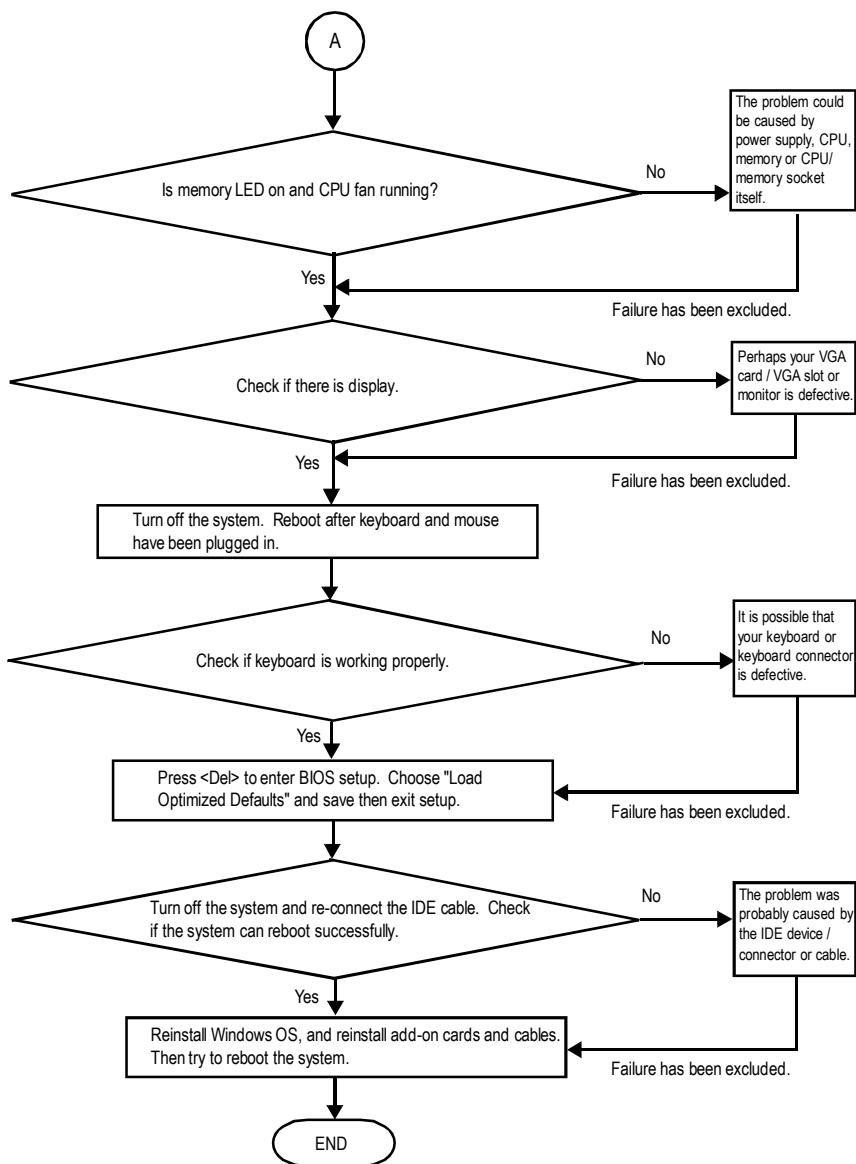 A
Is memory LED on and CPU fan running?
No
The problem could
be caused by
power supply, CPU,
memory or CPU/
memory socket
itself.
Yes
Failure has been excluded.
Check if there is display.
No
Perhaps your VGA
card / VGA slot or
monitor is defective.
Yes
Failure has been excluded.
Turn off the system. Reboot after keyboard and mouse
have been plugged in.
Check if keyboard is working properly.
No
It is possible that
your keyboard or
keyboard connector
is defective.
Yes
Press <Del> to enter BIOS setup. Choose "Load
Optimized Defaults" and save then exit setup.
Failure has been excluded.
Turn off the system and re-connect the IDE cable. Check
if the system can reboot successfully.
No
The problem was
probably caused by
the IDE device /
connector or cable.
Yes
Reinstall Windows OS, and reinstall add-on cards and cables.
Then try to reboot the system.
Failure has been excluded.
END